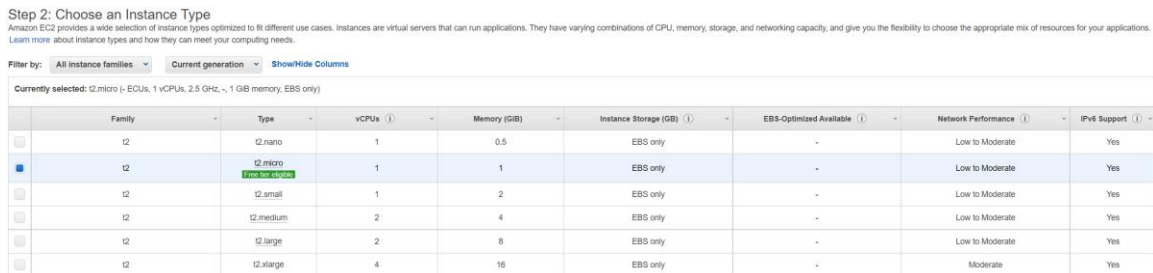 Step 2: Choose an Instance Type
Amazon EC2 provides a wide selection of instance types optimized to fit different use cases. Instances are virtual servers that can run applications. They have varying combinations of CPU, memory, storage, and networking capacity, and give you the flexibility to choose the appropriate mix of resources for your applications.
Learn more about instance types and how they can meet your computing needs.
Filter by: All instance families Current generation Show/Hide Columns
Currently selected: t2.micro (- ECUs, 1 vCPUs, 2.5 GHz, -, 1 GiB memory, EBS only)
Family Type vCPUs Memory (GiB) Instance Storage (GB) EBS-Optimized Available Network Performance IPv6 Support
t2 t2.nano 1 0.5 EBS only - Low to Moderate Yes
t2 t2.micro 1 1 EBS only - Low to Moderate Yes
Free tier eligible
t2 t2.small 1 2 EBS only - Low to Moderate Yes
t2 t2.medium 2 4 EBS only - Low to Moderate Yes
t2 t2.large 2 8 EBS only - Low to Moderate Yes
t2 t2.xlarge 4 16 EBS only - Moderate Yes